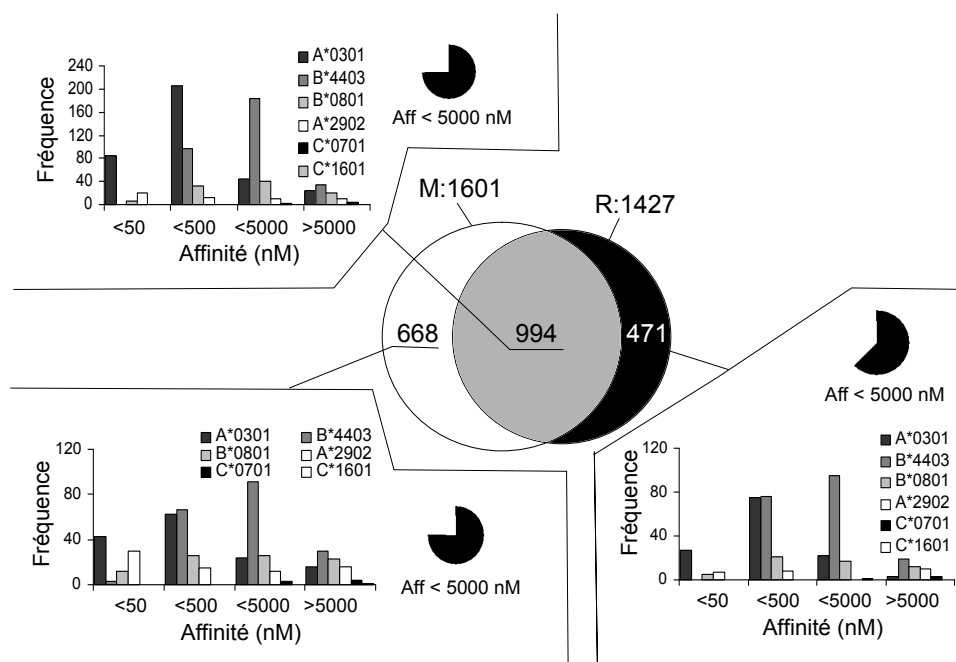 A*0301
B*4403
B*0801
A*2902
C*0701
C*1601
Fréquence
240
200
160
120
80
40
0
<50
<500
<5000
>5000
Affinité (nM)
Aff < 5000 nM
M:1601
R:1427
668
994
471
Aff < 5000 nM
A*0301
B*4403
B*0801
A*2902
C*0701
C*1601
Fréquence
120
80
40
0
<50
<500
<5000
>5000
Affinité (nM)
Aff < 5000 nM
A*0301
B*4403
B*0801
A*2902
C*0701
C*1601
Fréquence
120
80
40
0
<50
<500
<5000
>5000
Affinité (nM)